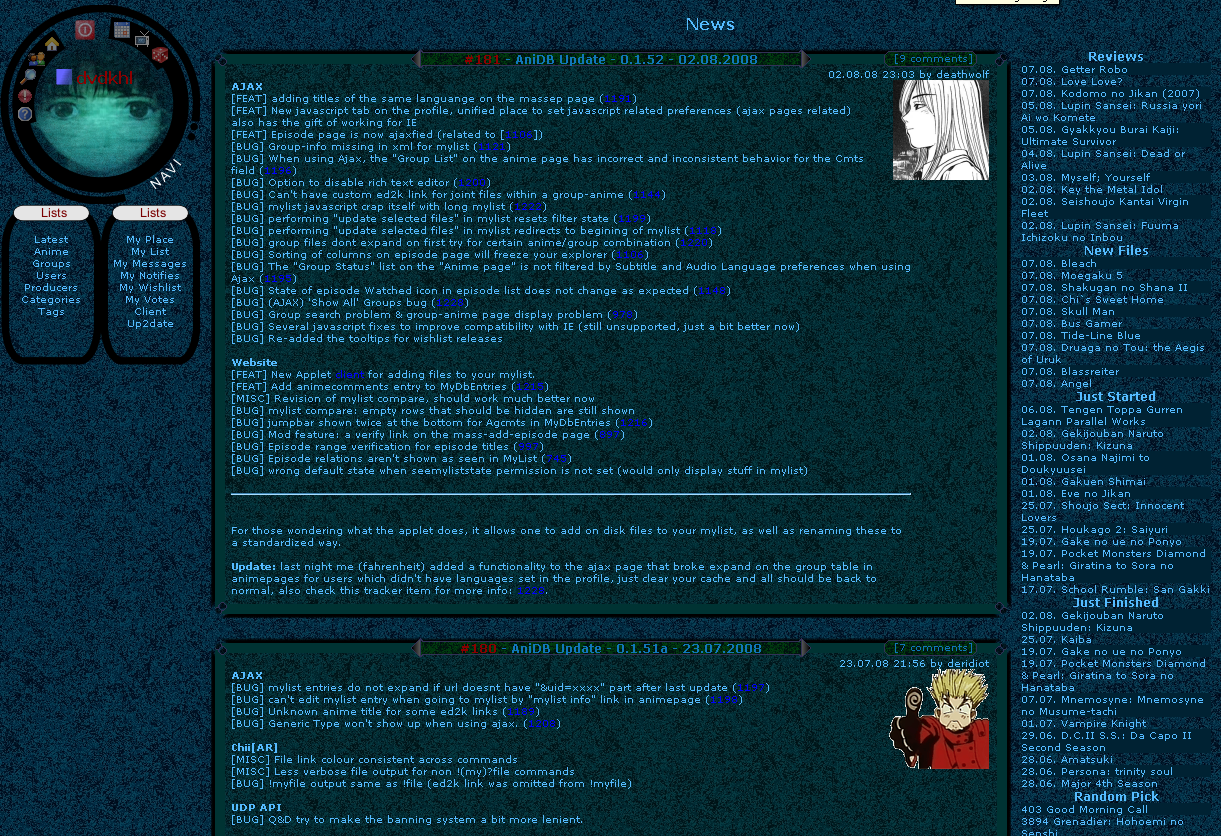 News
dvdkhl
NAVI
Lists
Latest
Anime
Groups
Users
Producers
Categories
Tags
Lists
My Place
My List
My Messages
My Notifies
My Wishlist
My Votes
Client
Up2date
#181 - AniDB Update - 0.1.52 - 02.08.2008
[9 comments]
02.08.08 23:03 by deathwolf
AJAX
[FEAT] adding titles of the same languange on the massep page (
[FEAT] New javascript tab on the profile, unified place to set javascript related preferences (ajax pages related)
also has the gift of working for IE
[FEAT] Episode page is now ajaxfied (related to [ ])
[BUG] Group-info missing in xml for mylist ( )
[BUG] When using Ajax, the "Group List" on the anime page has incorrect and inconsistent behavior for the Cmts
field ( )
[BUG] Option to disable rich text editor ( )
[BUG] Can't have custom ed2k link for joint files within a group-anime ( )
[BUG] mylist javascript crap itself with long mylist ( )
[BUG] performing "update selected files" in mylist resets filter state ( )
[BUG] performing "update selected files" in mylist redirects to begining of mylist ( )
[BUG] group files dont expand on first try for certain anime/group combination ( )
[BUG] Sorting of columns on episode page will freeze your explorer ( )
[BUG] The "Group Status" list on the "Anime page" is not filtered by Subtitle and Audio Language preferences when using
Ajax ( )
[BUG] State of episode Watched icon in episode list does not change as expected ( )
[BUG] (AJAX) 'Show All' Groups bug ( )
[BUG] Group search problem & group-anime page display problem ( )
[BUG] Several javascript fixes to improve compatibility with IE (still unsupported, just a bit better now)
[BUG] Re-added the tooltips for wishlist releases
Website
[FEAT] New Applet for adding files to your mylist.
[FEAT] Add animecomments entry to MyDbEntries ( )
[MISC] Revision of mylist compare, should work much better now
[BUG] mylist compare: empty rows that should be hidden are still shown
[BUG] jumpbar shown twice at the bottom for Agcmts in MyDbEntries ( )
[BUG] Mod feature: a verify link on the mass-add-episode page ( )
[BUG] Episode range verification for episode titles ( )
[BUG] Episode relations aren't shown as seen in MyList ( )
[BUG] wrong default state when seemyliststate permission is not set (would only display stuff in mylist)
For those wondering what the applet does, it allows one to add on disk files to your mylist, as well as renaming these to
a standardized way.
Update: last night me (fahrenheit) added a functionality to the ajax page that broke expand on the group table in
animepages for users which didn't have languages set in the profile, just clear your cache and all should be back to
normal, also check this tracker item for more info: .
#180 - AniDB Update - 0.1.51a - 23.07.2008
[7 comments]
23.07.08 21:56 by deridiot
AJAX
[BUG] mylist entries do not expand if url doesnt have "&uid=xxxx" part after last update ( )
[BUG] can't edit mylist entry when going to mylist by "mylist info" link in animepage ( )
[BUG] Unknown anime title for some ed2k links ( )
[BUG] Generic Type won't show up when using ajax. ( )
Chii[AR]
[MISC] File link colour consistent across commands
[MISC] Less verbose file output for non !(my)?file commands
[BUG] !myfile output same as !file (ed2k link was omitted from !myfile)
UDP API
[BUG] Q&D try to make the banning system a bit more lenient.
Reviews
07.08. Getter Robo
07.08. Love Love?
07.08. Kodomo no Jikan (2007)
05.08. Lupin Sansei: Russia yori
Ai wo Komete
05.08. Gyakkyou Burai Kaiji:
Ultimate Survivor
04.08. Lupin Sansei: Dead or
Alive
03.08. Myself; Yourself
02.08. Key the Metal Idol
02.08. Seishoujo Kantai Virgin
Fleet
02.08. Lupin Sansei: Fuuma
Ichizoku no Inbou
New Files
07.08. Bleach
07.08. Moegaku 5
07.08. Shakugan no Shana II
07.08. Chi`s Sweet Home
07.08. Skull Man
07.08. Bus Gamer
07.08. Tide-Line Blue
07.08. Druaga no Tou: the Aegis
of Uruk
07.08. Blassreiter
07.08. Angel
Just Started
06.08. Tengen Toppa Gurren
Lagann Parallel Works
02.08. Gekijouban Naruto
Shippuuden: Kizuna
01.08. Osana Najimi to
Doukyuusei
01.08. Gakuen Shimai
01.08. Eve no Jikan
25.07. Shoujo Sect: Innocent
Lovers
25.07. Houkago 2: Saiyuri
19.07. Gake no ue no Ponyo
19.07. Pocket Monsters Diamond
& Pearl: Giratina to Sora no
Hanataba
17.07. School Rumble: San Gakki
Just Finished
02.08. Gekijouban Naruto
Shippuuden: Kizuna
25.07. Kaiba
19.07. Gake no ue no Ponyo
19.07. Pocket Monsters Diamond
& Pearl: Giratina to Sora no
Hanataba
07.07. Mnemosyne: Mnemosyne
no Musume-tachi
01.07. Vampire Knight
29.06. D.C.II S.S.: Da Capo II
Second Season
28.06. Amatsuki
28.06. Persona: trinity soul
28.06. Major 4th Season
Random Pick
403 Good Morning Call
3894 Grenadier: Hohoemi no
Senshi